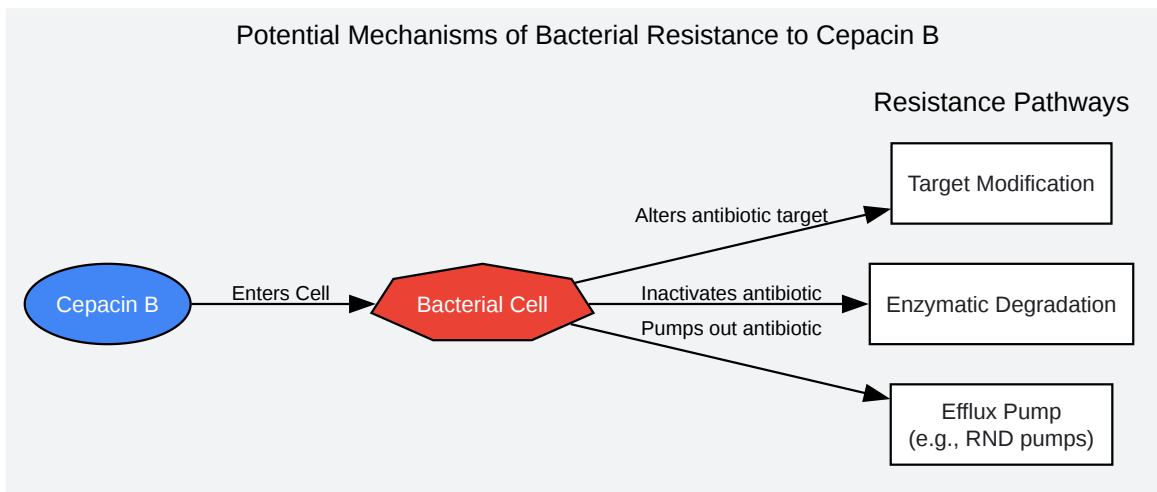 Potential Mechanisms of Bacterial Resistance to Cepacin B
Resistance Pathways
Target Modification
Alters antibiotic target
Cepacin B
Enters Cell
Bacterial Cell
Inactivates antibiotic
Enzymatic Degradation
Pumps out antibiotic
Efflux Pump
(e.g., RND pumps)